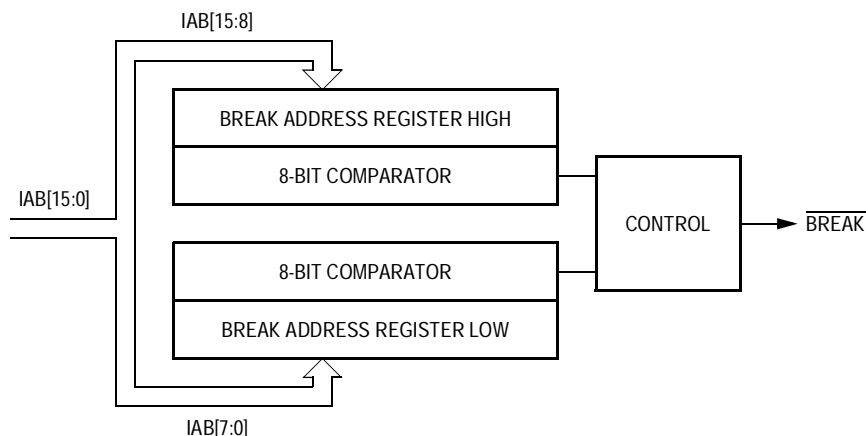 IAB[15:8]
BREAK ADDRESS REGISTER HIGH
8-BIT COMPARATOR
IAB[15:0]
CONTROL
BREAK
8-BIT COMPARATOR
BREAK ADDRESS REGISTER LOW
IAB[7:0]